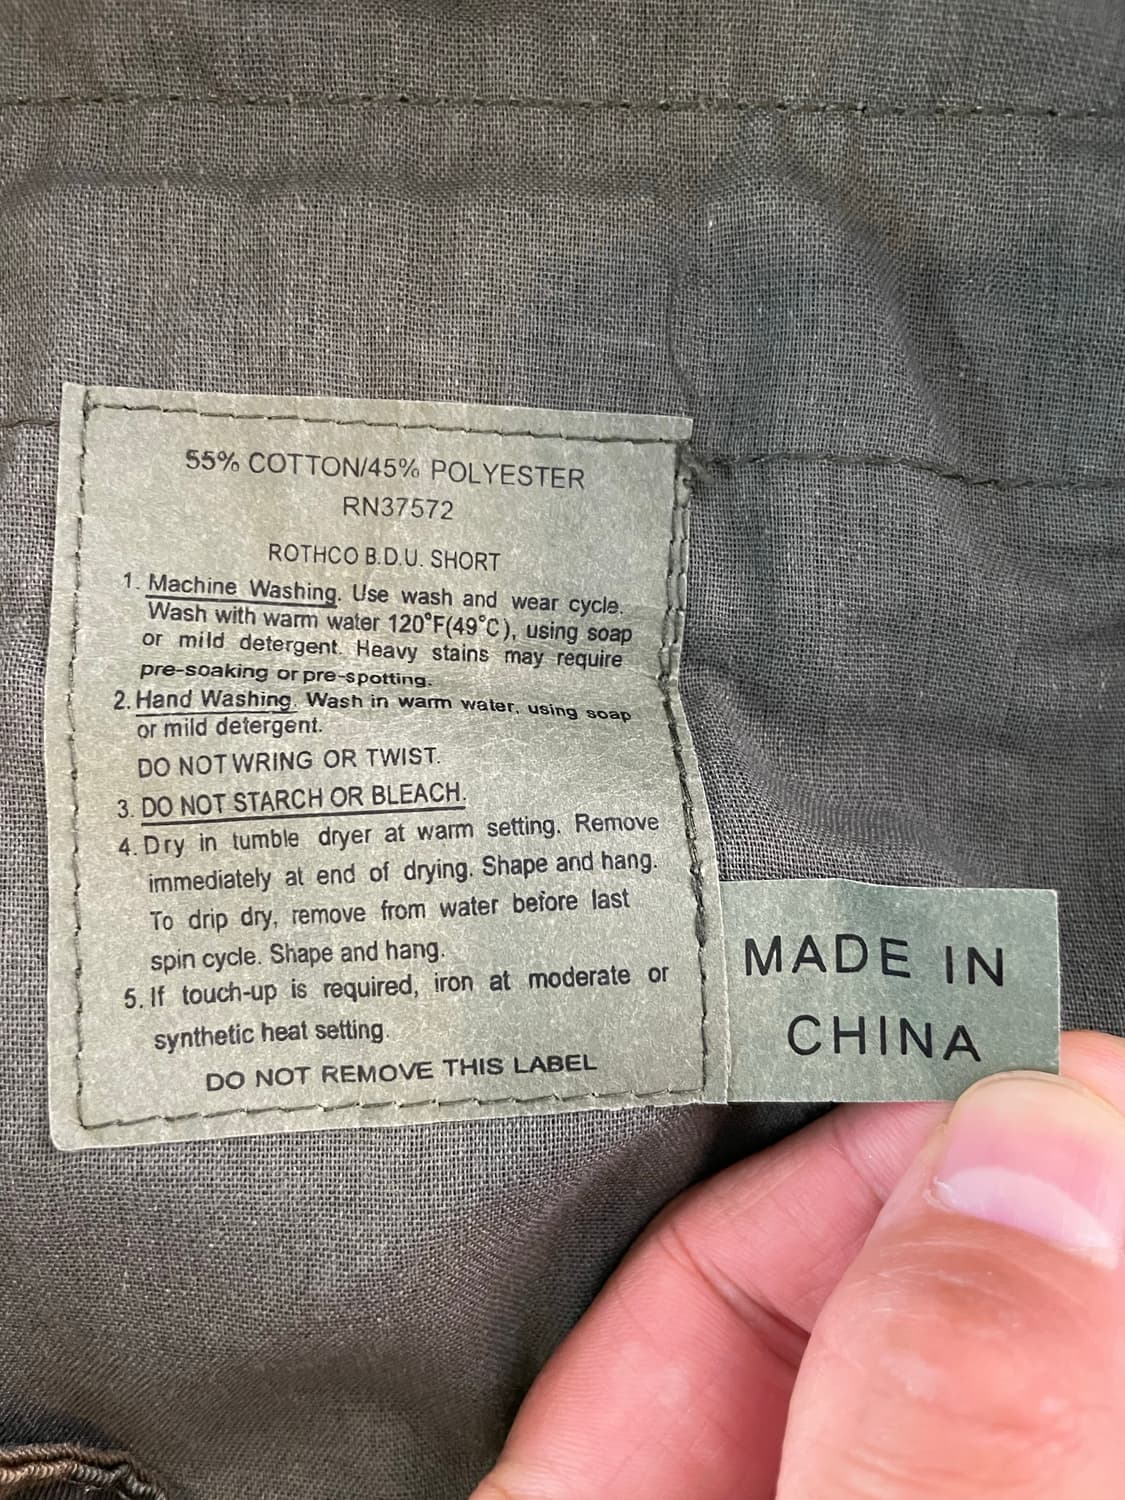 55% COTTON/45% POLYESTER
RN37572
ROTHCO B.D.U. SHORT
1. Machine Washing. Use wash and wear cycle.
Wash with warm water 120°F(49°C), using soap
or mild detergent. Heavy stains may require
pre-soaking or pre-spotting.
2. Hand Washing. Wash in warm water, using soap
or mild detergent.
DO NOT WRING OR TWIST.
3. DO NOT STARCH OR BLEACH.
4. Dry in tumble dryer at warm setting. Remove
immediately at end of drying. Shape and hang.
To drip dry, remove from water before last
spin cycle. Shape and hang.
5. If touch-up is required, iron at moderate or
synthetic heat setting.
DO NOT REMOVE THIS LABEL
MADE IN
CHINA